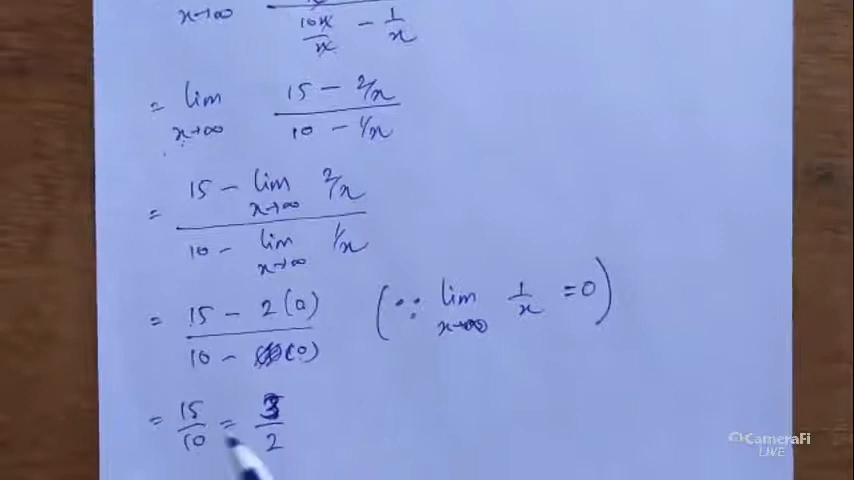 x→∞ 10x/x − 1/x
= lim x→∞ 15 − 2/x / 10 − 1/x
= 15 − lim x→∞ 2/x / 10 − lim x→∞ 1/x
= 15 − 2(0) / 10 − (0) (∵ lim x→∞ 1/x = 0)
= 15/10 = 3/2
CameraFi
LIVE